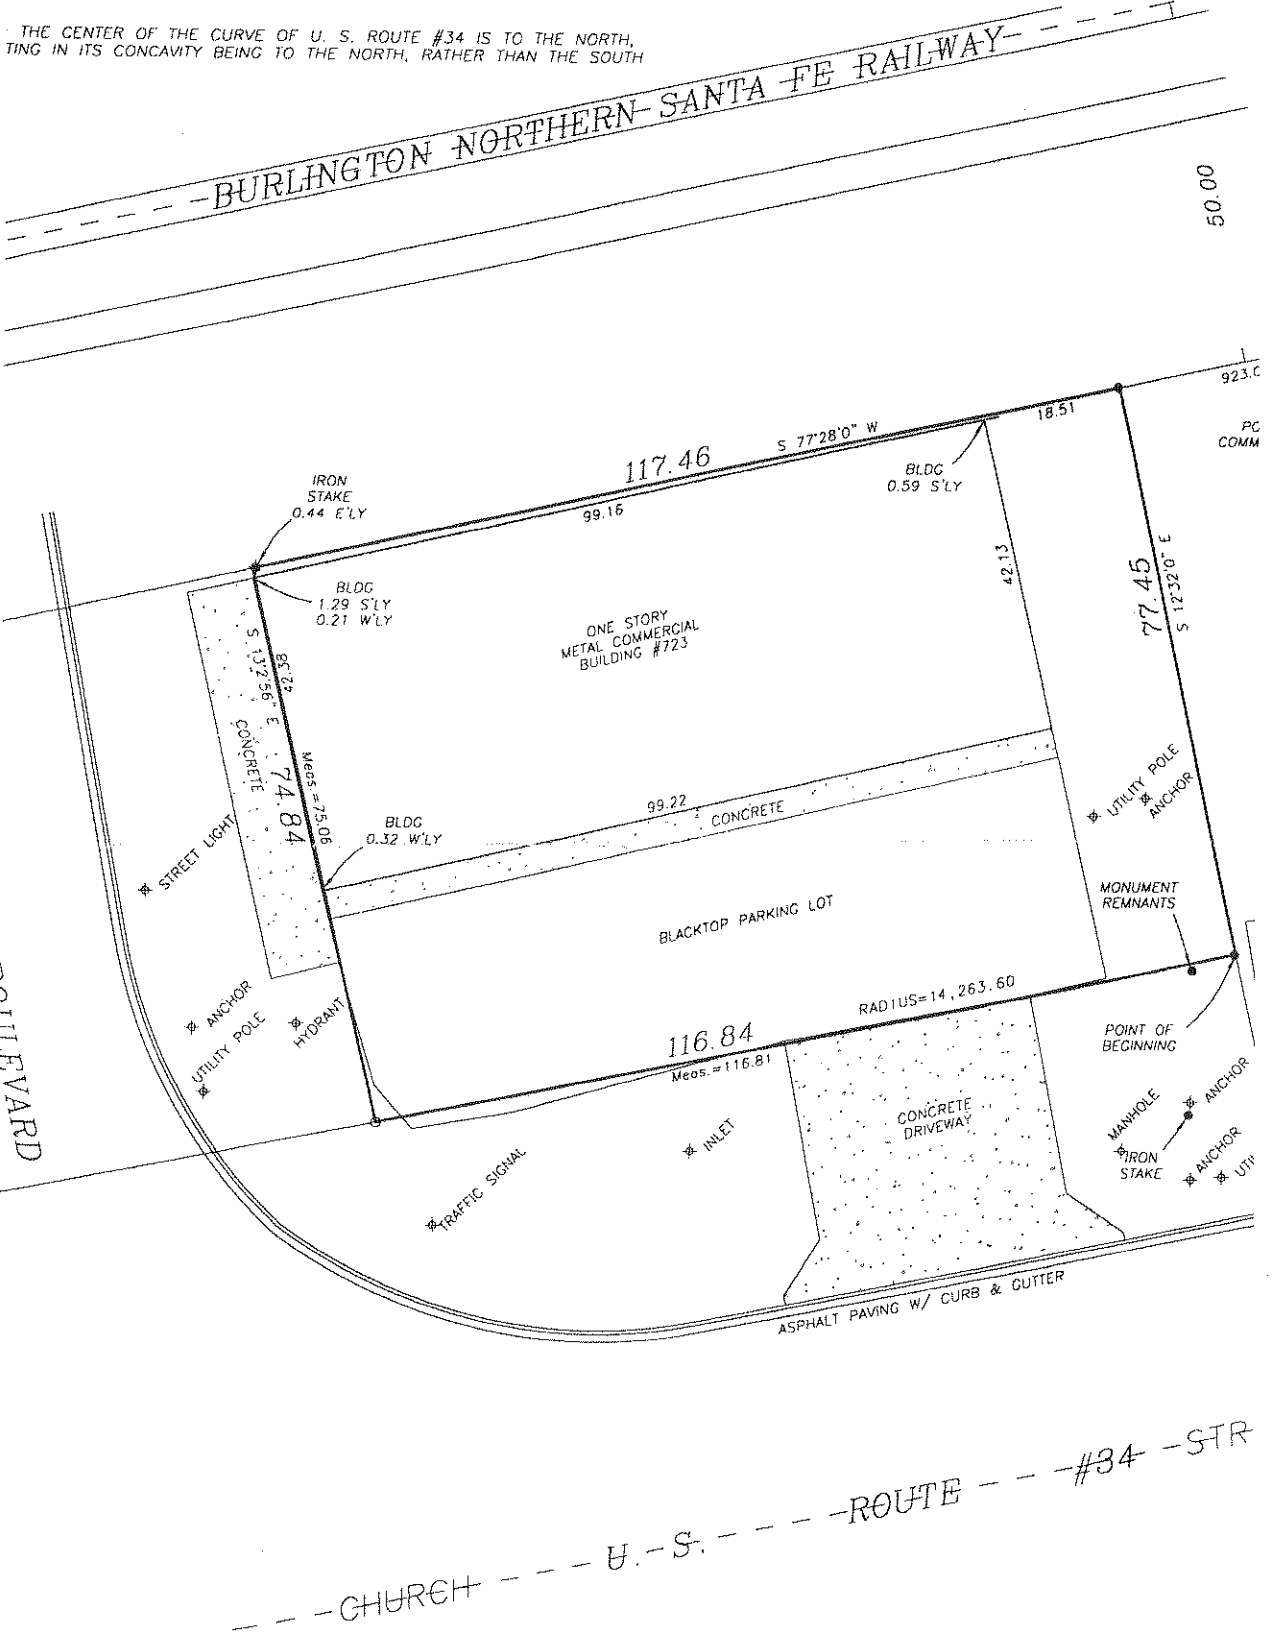 THE CENTER OF THE CURVE OF U. S. ROUTE #34 IS TO THE NORTH,
TING IN ITS CONCAVITY BEING TO THE NORTH, RATHER THAN THE SOUTH
BURLINGTON NORTHERN SANTA FE RAILWAY
50.00
923.
PC
COMM
18.51
S 77°28'0" W
117.46
99.16
BLDG
0.59 S'LY
IRON
STAKE
0.44 E'LY
BLDG
1.29 S'LY
0.21 W'LY
42.13
77.45
S 12°32'0" E
ONE STORY
METAL COMMERCIAL
BUILDING #723
S 13°2'56" E
42.38
74.84
Meas.=75.06
CONCRETE
STREET LIGHT
BLDG
0.32 W'LY
99.22
CONCRETE
UTILITY POLE
ANCHOR
MONUMENT
REMNANTS
BLACKTOP PARKING LOT
RADIUS=14,263.60
116.84
Meas.=116.81
ANCHOR
UTILITY POLE
HYDRANT
OULEVARD
POINT OF
BEGINNING
CONCRETE
DRIVEWAY
MANHOLE
ANCHOR
IRON
STAKE
ANCHOR
UTI
INLET
TRAFFIC SIGNAL
ASPHALT PAVING W/ CURB & GUTTER
CHURCH U. S. ROUTE #34 STR